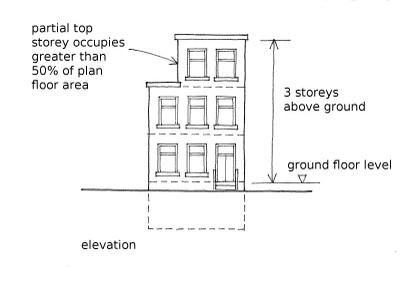 partial top
storey occupies
greater than
50% of plan
floor area
3 storeys
above ground
ground floor level
elevation